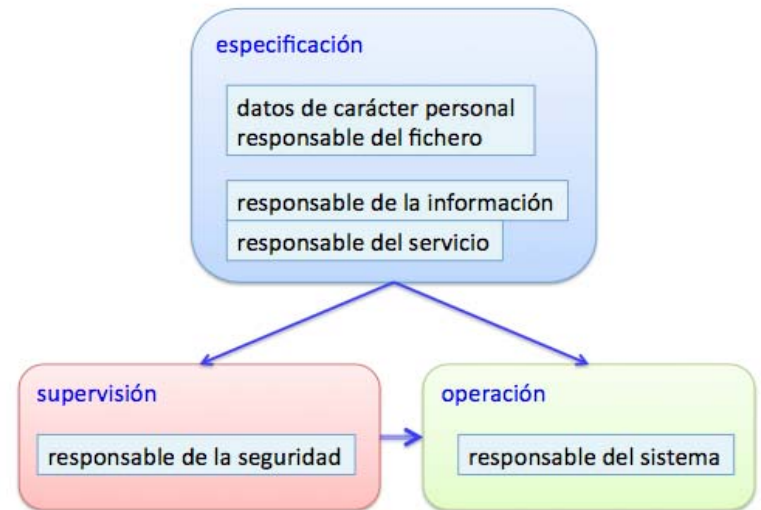 especificación
datos de carácter personal
responsable del fichero
responsable de la información
responsable del servicio
supervisión
responsable de la seguridad
operación
responsable del sistema